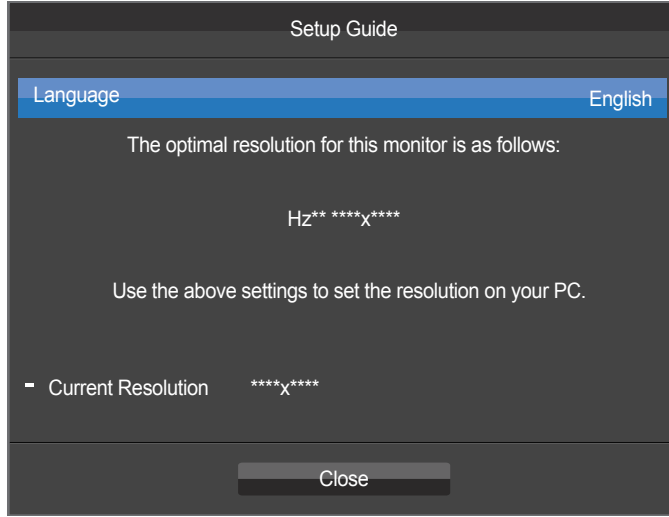 Setup Guide
Language English
The optimal resolution for this monitor is as follows:
Hz** ****x****
Use the above settings to set the resolution on your PC.
- Current Resolution ****x****
Close